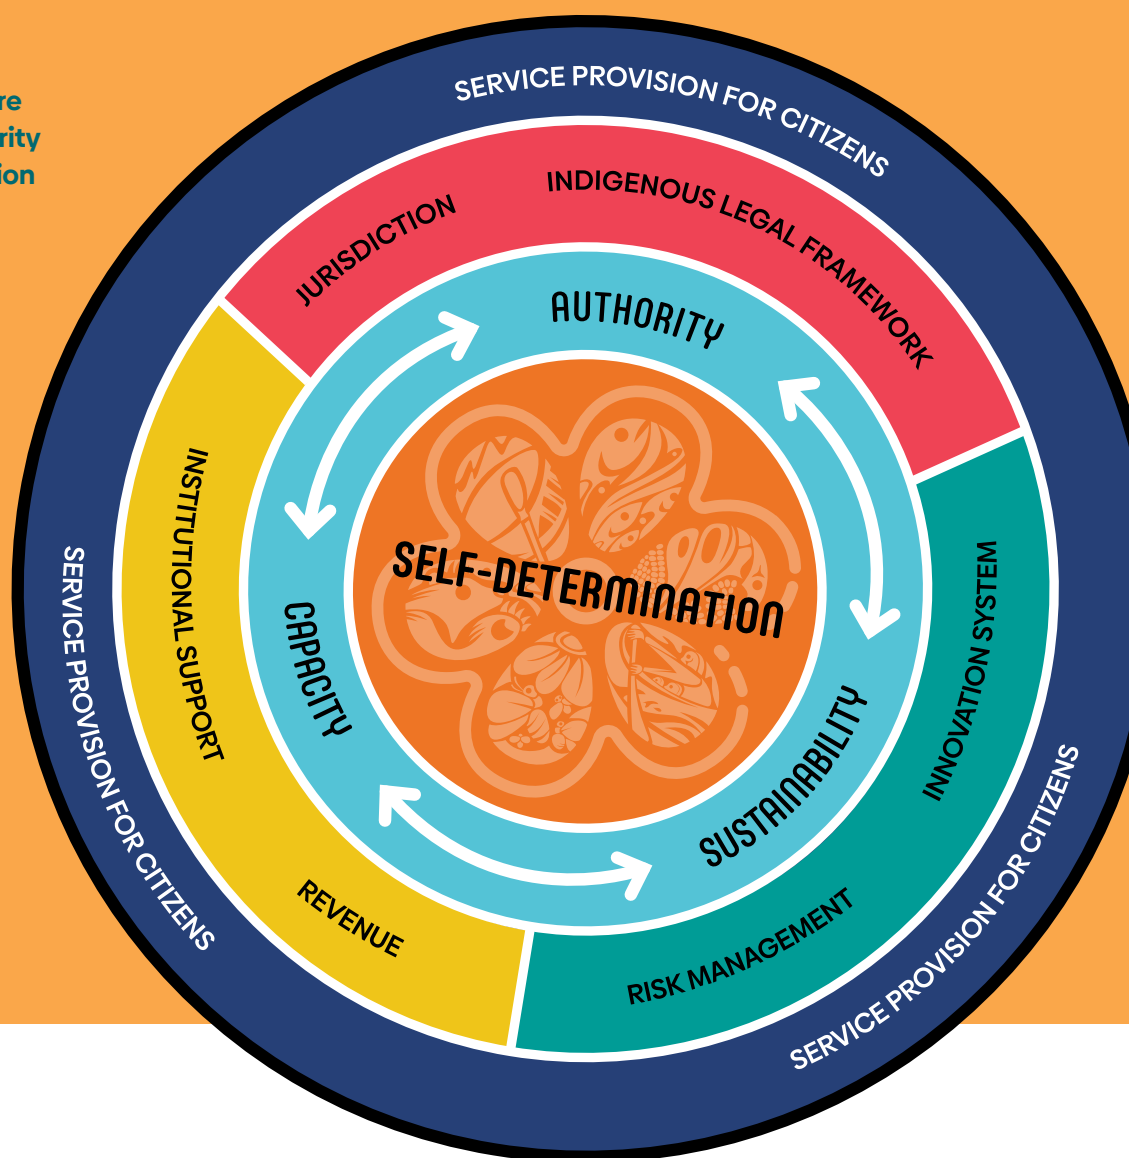 SERVICE PROVISION FOR CITIZENS
JURISDICTION
INDIGENOUS LEGAL FRAMEWORK
AUTHORITY
SELF-DETERMINATION
INSTITUTIONAL SUPPORT
CAPACITY
INNOVATION SYSTEM
SUSTAINABILITY
REVENUE
RISK MANAGEMENT
SERVICE PROVISION FOR CITIZENS
SERVICE PROVISION FOR CITIZENS